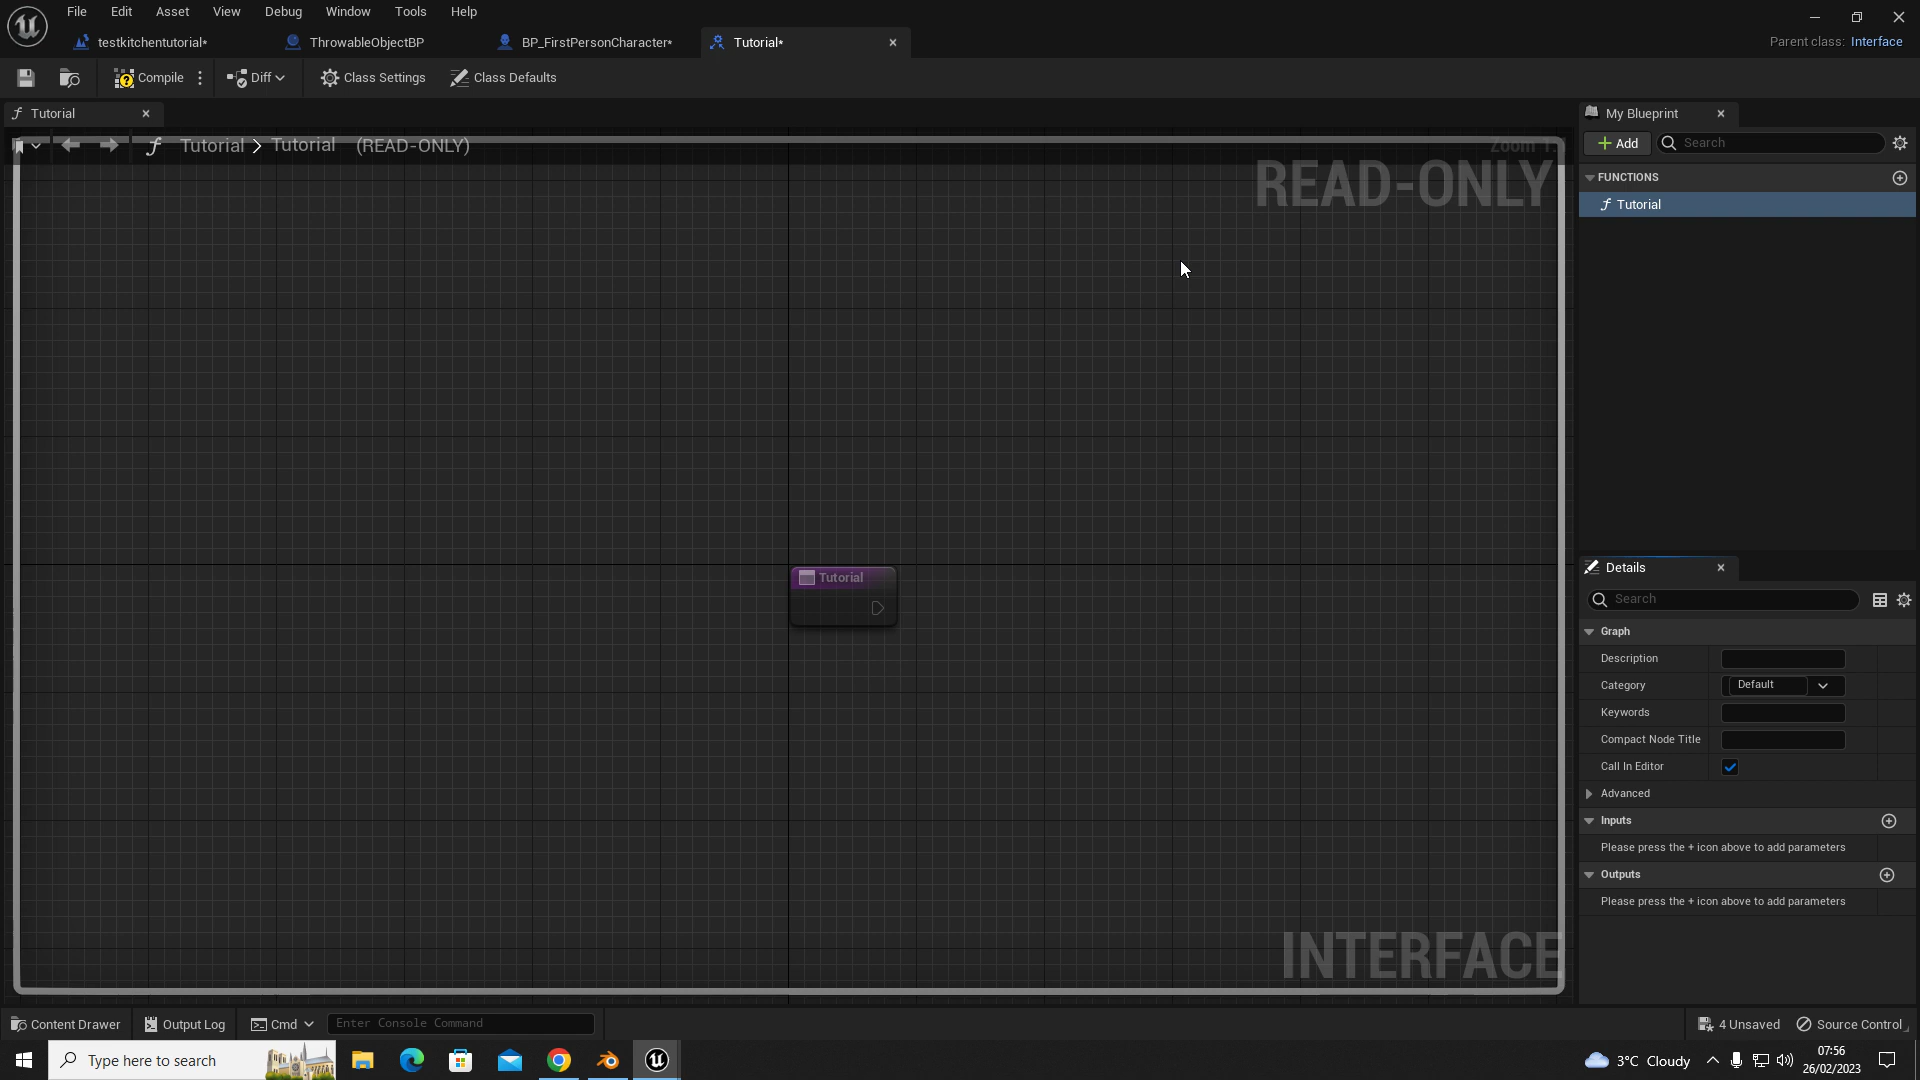 File Edit Asset View Debug Window Tools Help
testkitchentutorial* ThrowableObjectBP BP_FirstPersonCharacter* Tutorial* Parent class: Interface
Compile Diff Class Settings Class Defaults
Tutorial
Tutorial > Tutorial (READ-ONLY)
Zoom
READ-ONLY
My Blueprint
+ Add Search
FUNCTIONS
Tutorial
Tutorial
INTERFACE
Details
Search
Graph
Description
Category Default
Keywords
Compact Node Title
Call In Editor
Advanced
Inputs
Please press the + icon above to add parameters
Outputs
Please press the + icon above to add parameters
Content Drawer Output Log Cmd Enter Console Command 4 Unsaved Source Control
Type here to search 3°C Cloudy 07:56
26/02/2023